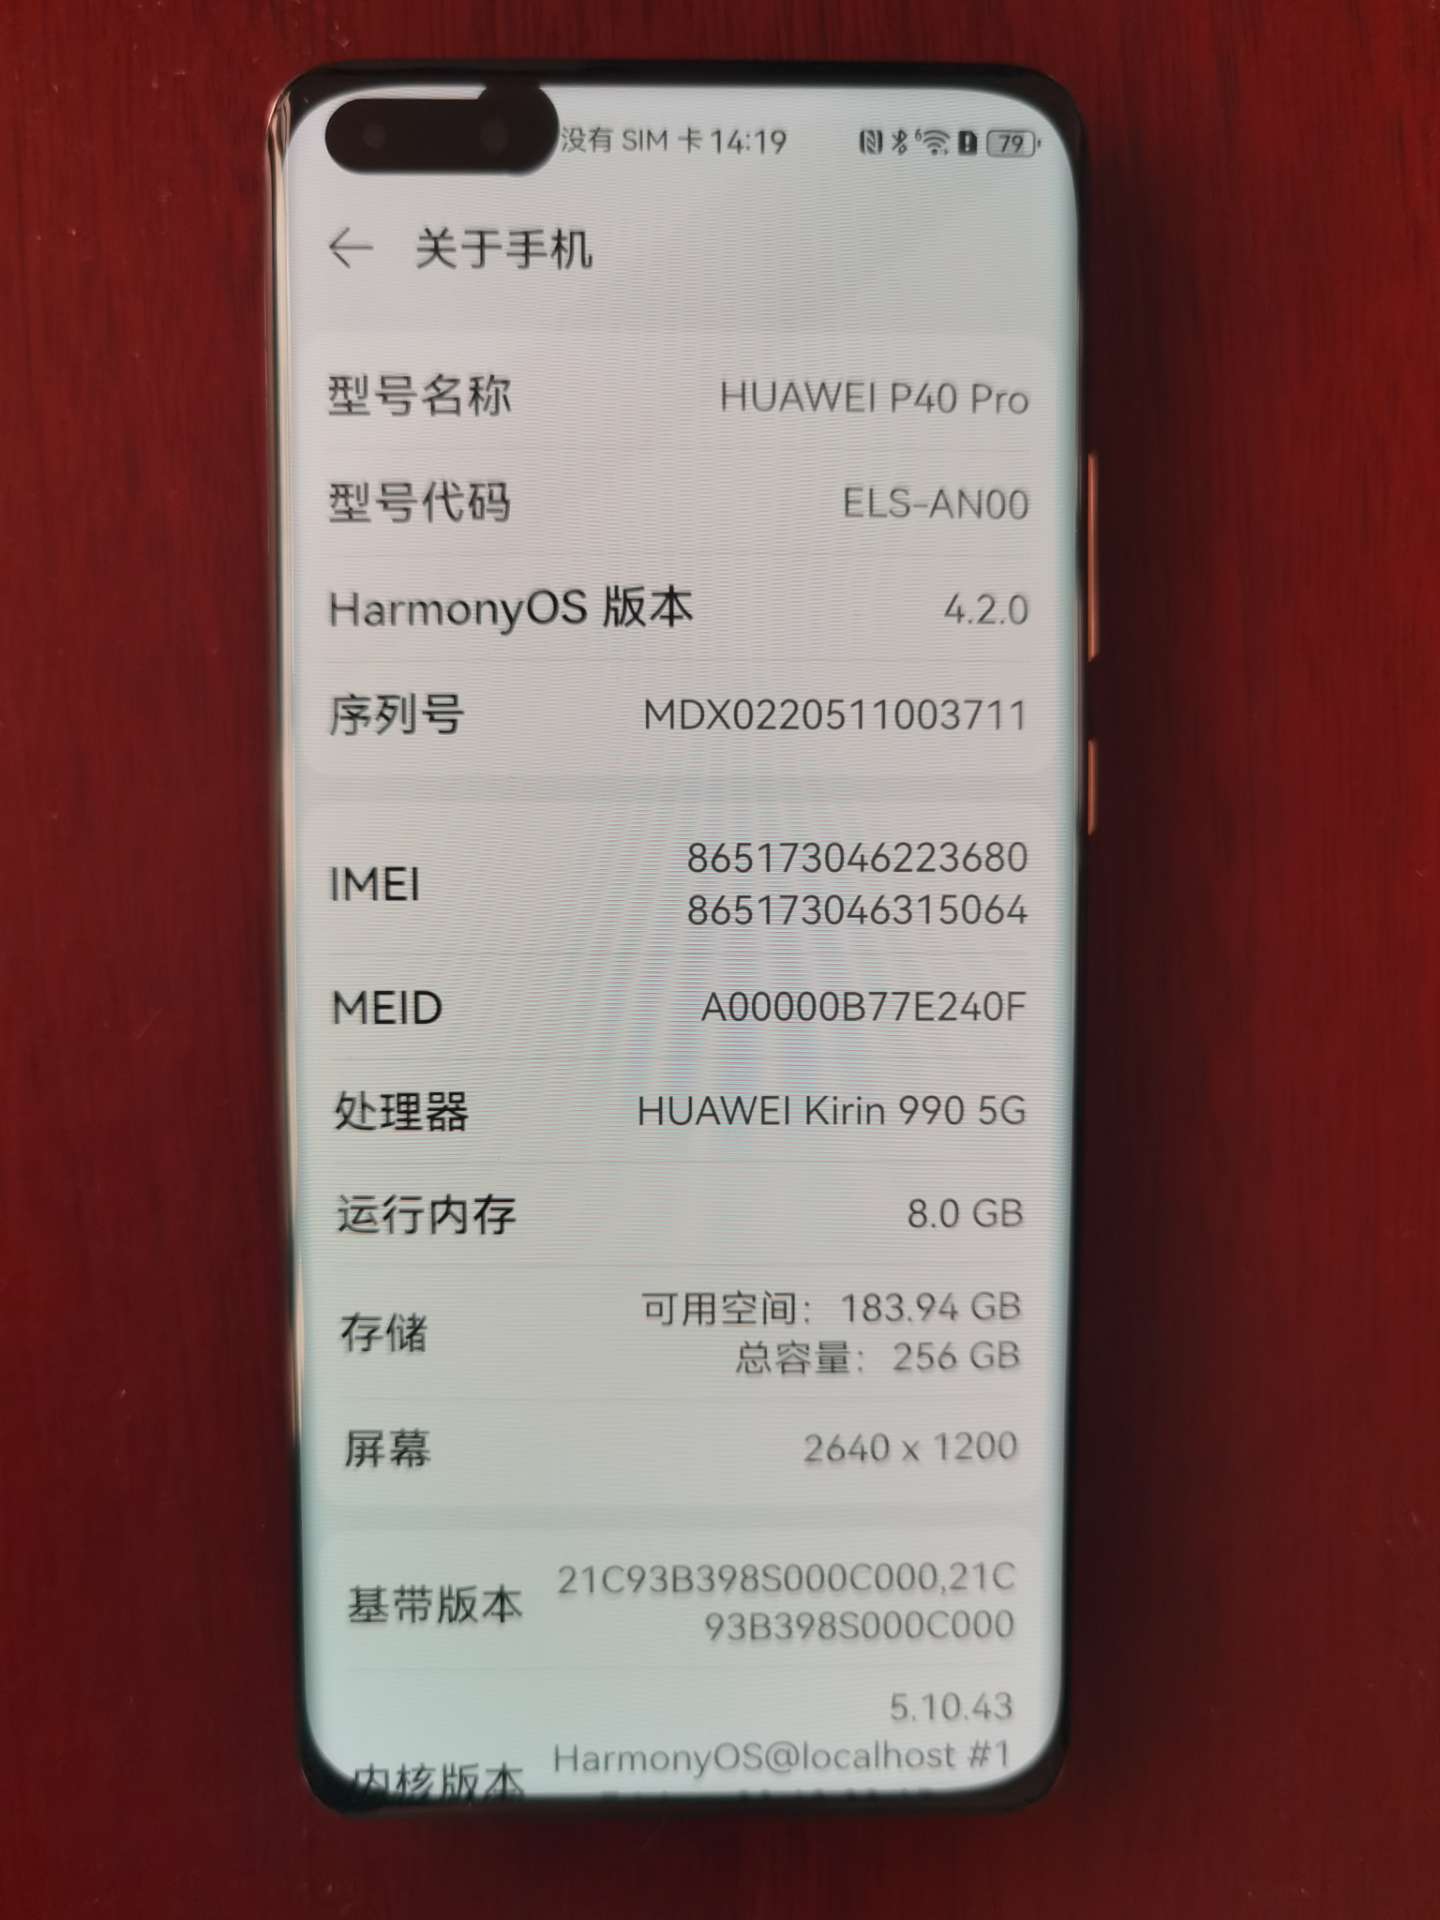 没有 SIM 卡 14:19 6 79
关于手机
型号名称 HUAWEI P40 Pro
型号代码 ELS-AN00
HarmonyOS 版本 4.2.0
序列号 MDX0220511003711
IMEI 865173046223680
865173046315064
MEID A00000B77E240F
处理器 HUAWEI Kirin 990 5G
运行内存 8.0 GB
存储 可用空间： 183.94 GB
总容量： 256 GB
屏幕 2640 x 1200
基带版本 21C93B398S000C000,21C
93B398S000C000
5.10.43
内核版本 HarmonyOS@localhost #1